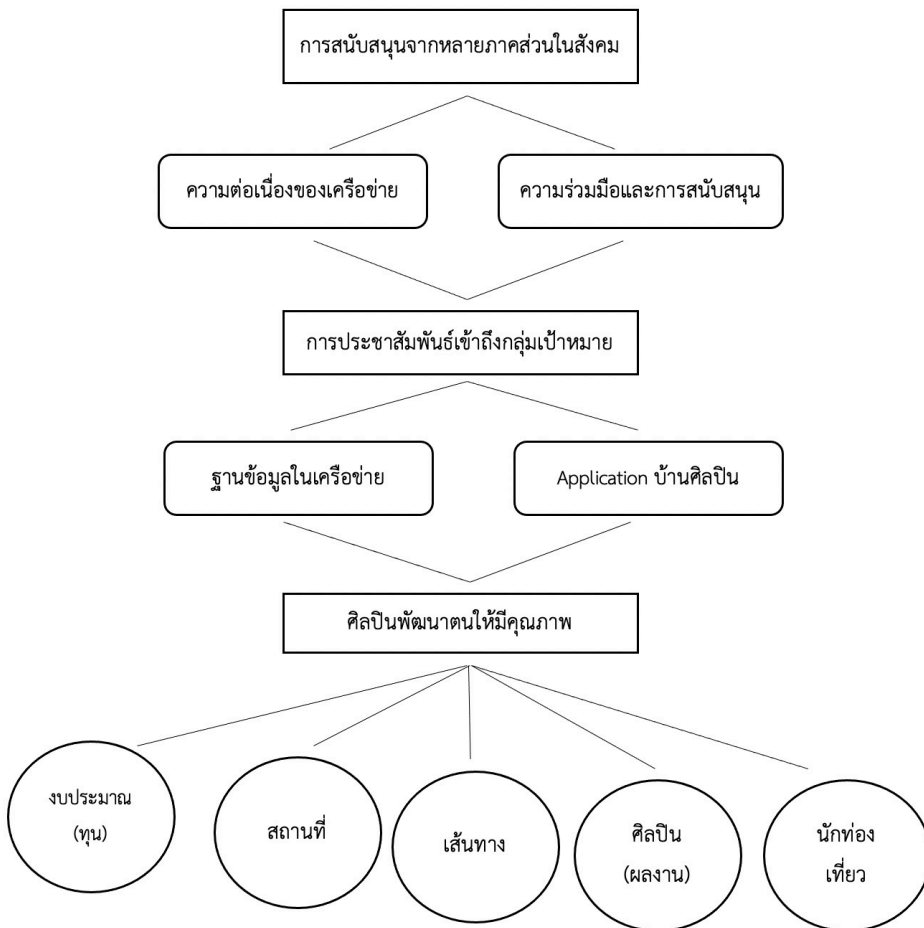 การสนับสนุนจากหลายภาคส่วนในสังคม
ความต่อเนื่องของเครือข่าย
ความร่วมมือและการสนับสนุน
การประชาสัมพันธ์เข้าถึงกลุ่มเป้าหมาย
ฐานข้อมูลในเครือข่าย
Application บ้านศิลปิน
ศิลปินพัฒนาตนให้มีคุณภาพ
งบประมาณ
(ทุน)
สถานที่
เส้นทาง
ศิลปิน
(ผลงาน)
นักท่อง
เที่ยว